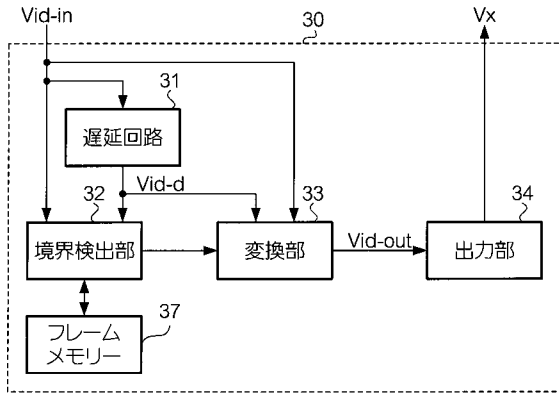 Vid-in
30
Vx
31
遅延回路
32
Vid-d
33
34
境界検出部
変換部
Vid-out
出力部
37
フレーム
メモリー